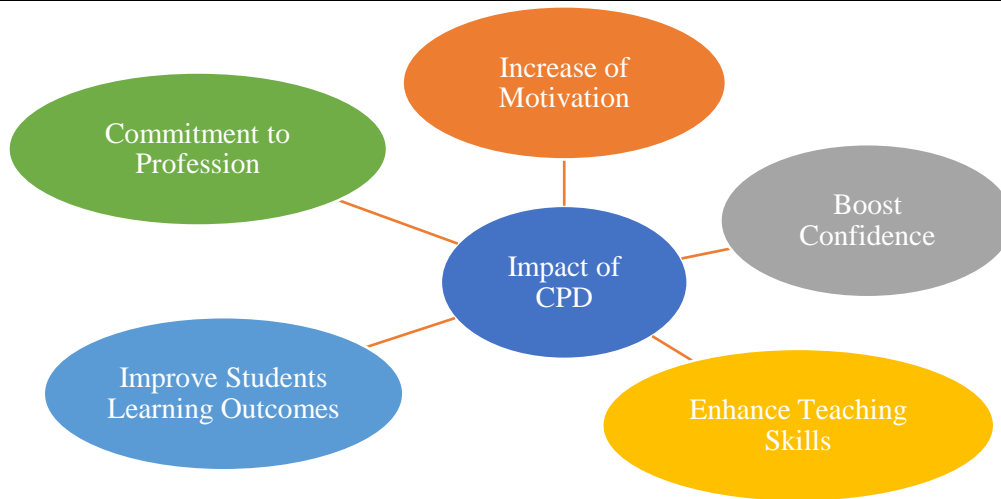 Increase of
Motivation
Commitment to
Profession
Boost
Confidence
Impact of
CPD
Improve Students
Learning Outcomes
Enhance Teaching
Skills